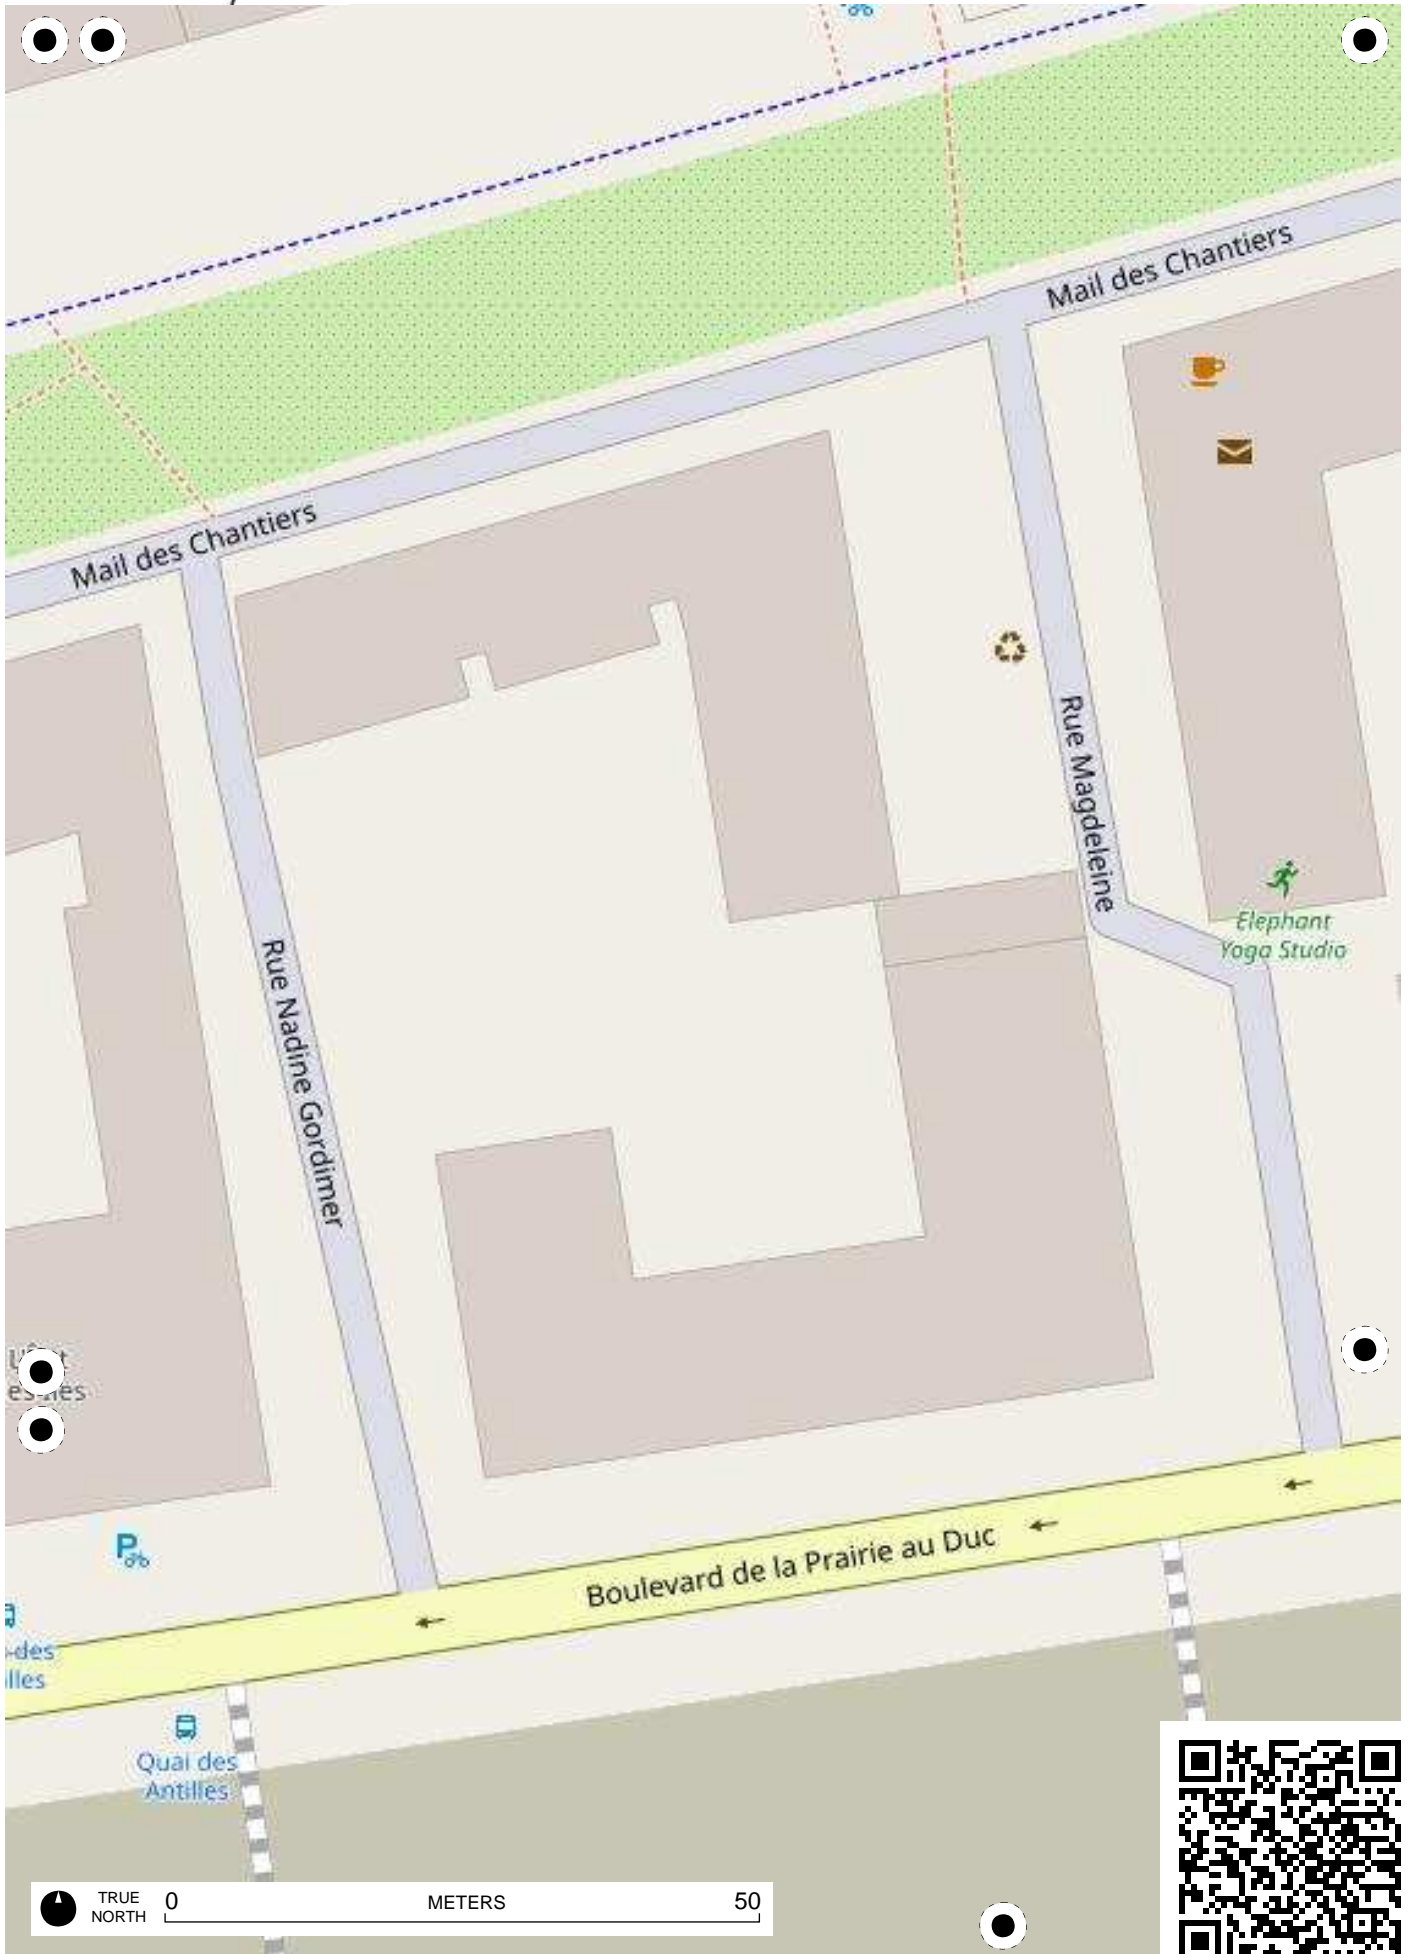 Mail des Chantiers
Mail des Chantiers
Rue Magdeleine
Elephant
Yoga Studio
Rue Nadine Gordimer
P
Boulevard de la Prairie au Duc
Quai des
Antilles
TRUE
NORTH
0
METERS
50